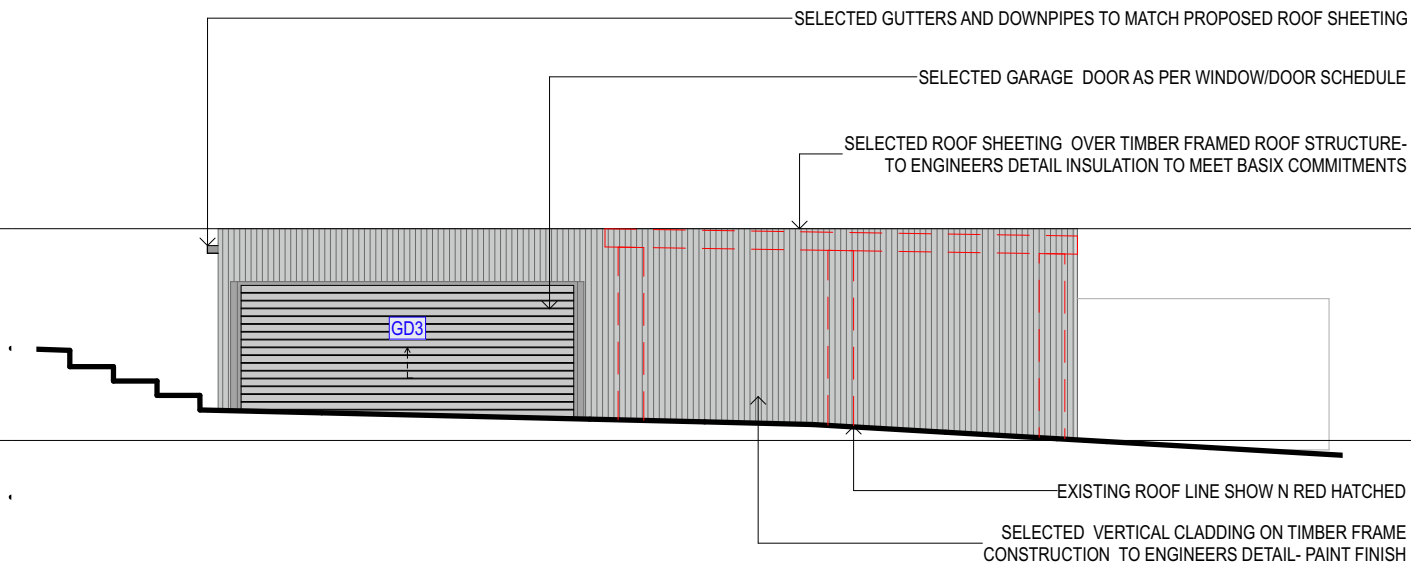 SELECTED GUTTERS AND DOWNPIPES TO MATCH PROPOSED ROOF SHEETING
SELECTED GARAGE DOOR AS PER WINDOW/DOOR SCHEDULE
SELECTED ROOF SHEETING OVER TIMBER FRAMED ROOF STRUCTURE-
TO ENGINEERS DETAIL INSULATION TO MEET BASIX COMMITMENTS
GD3
EXISTING ROOF LINE SHOW N RED HATCHED
SELECTED VERTICAL CLADDING ON TIMBER FRAME
CONSTRUCTION TO ENGINEERS DETAIL- PAINT FINISH